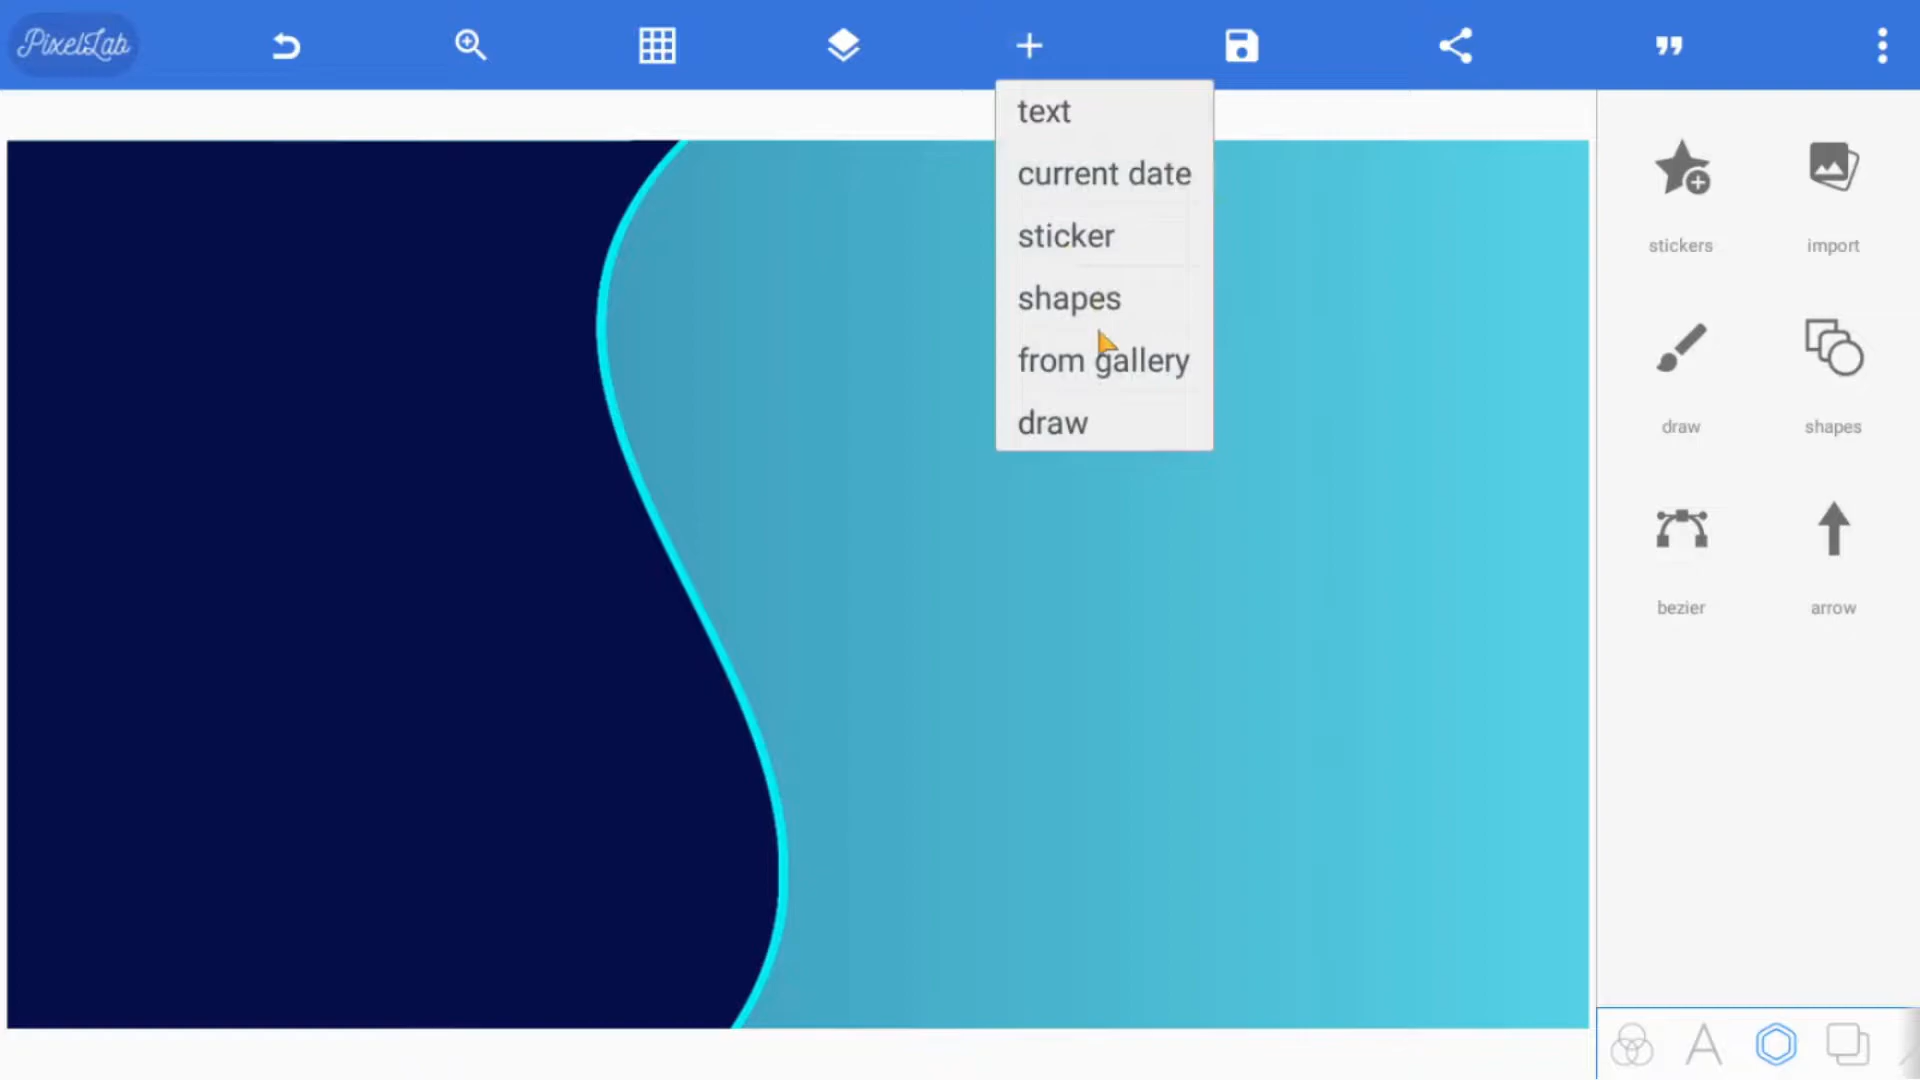 PixelLab
text
current date
sticker
shapes
from gallery
draw
stickers
import
draw
shapes
bezier
arrow